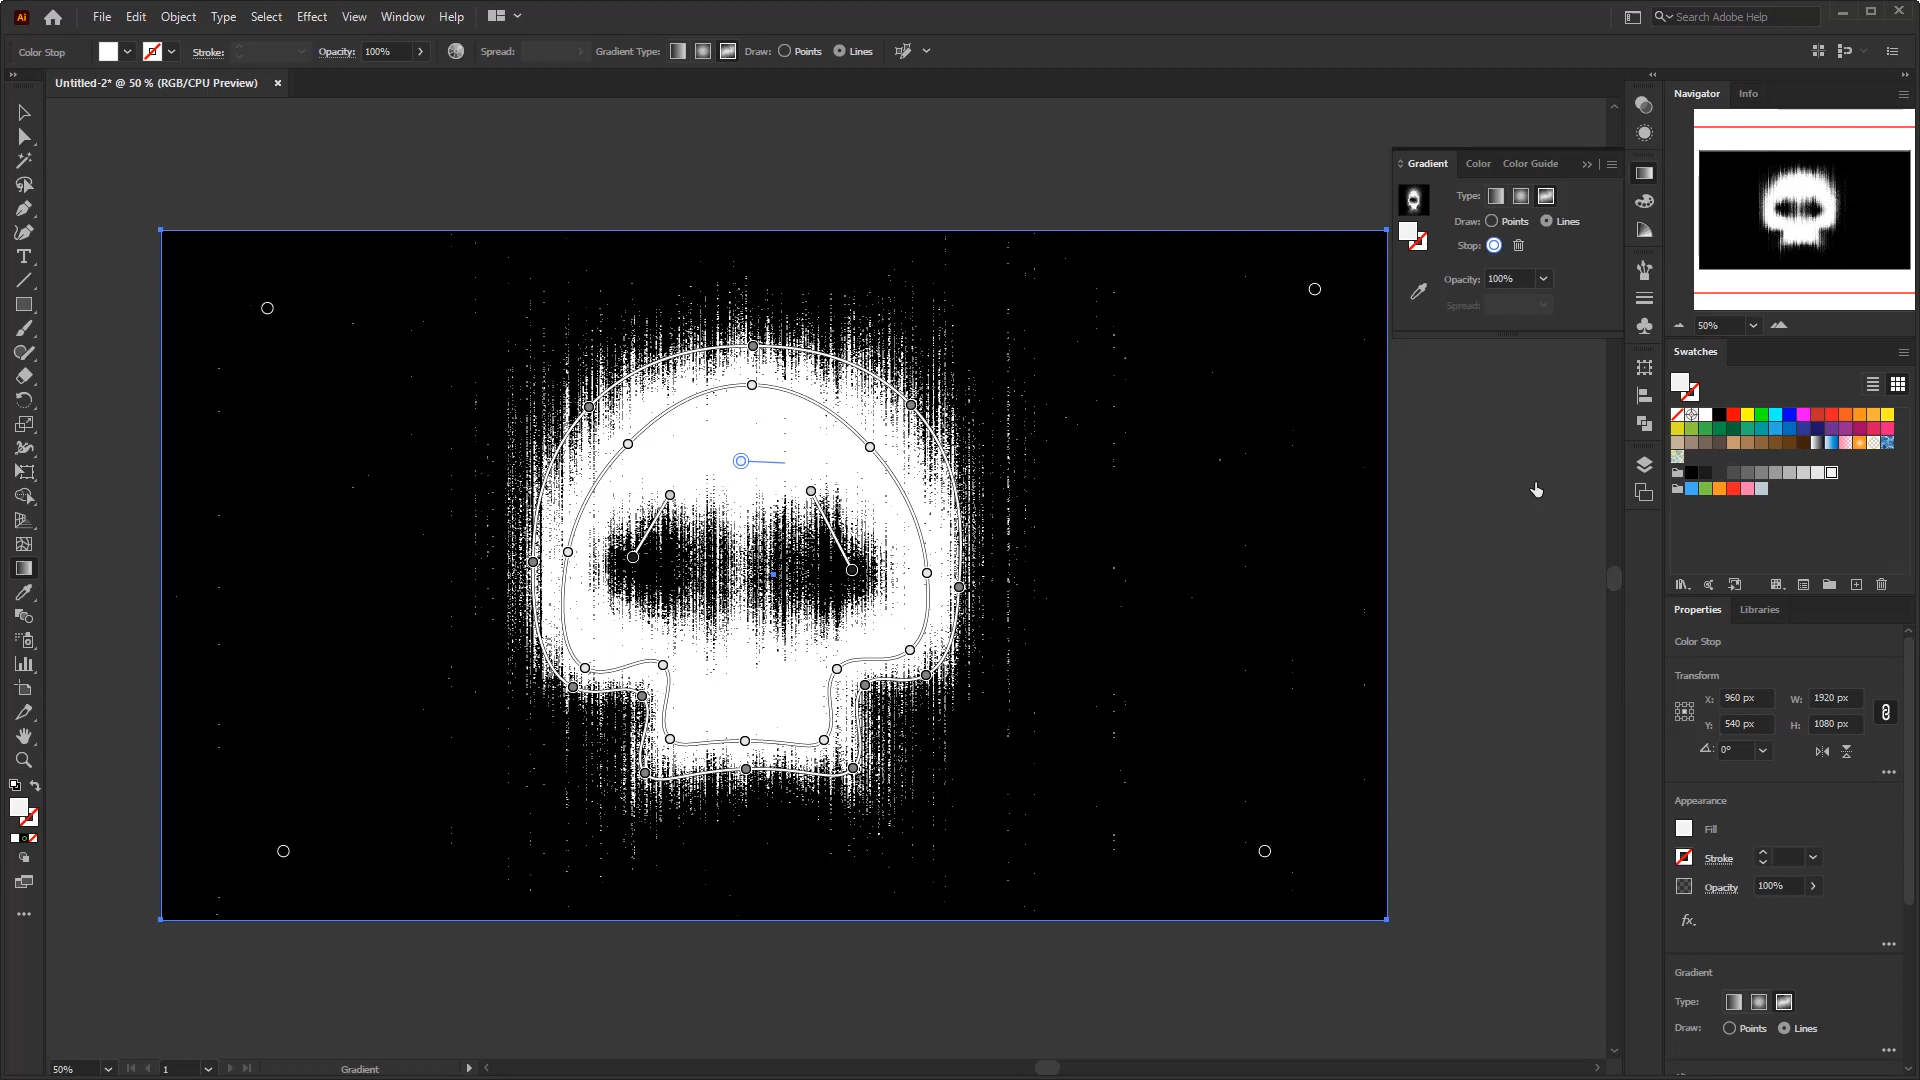 Ai File Edit Object Type Select Effect View Window Help Search Adobe Help
Color Stop Stroke: Opacity: 100% Spread: Gradient Type: Draw: Points Lines
Untitled-2* @ 50 % (RGB/CPU Preview) ×
Navigator Info
Gradient Color Color Guide
Type:
Draw: Points Lines
Stop:
Opacity: 100%
Spread:
50%
Swatches
Properties Libraries
Color Stop
Transform
X: 960 px W: 1920 px
Y: 540 px H: 1080 px
0°
Appearance
Fill
Stroke
Opacity 100%
fx.
Gradient
Type:
Draw: Points Lines
50% 1 Gradient